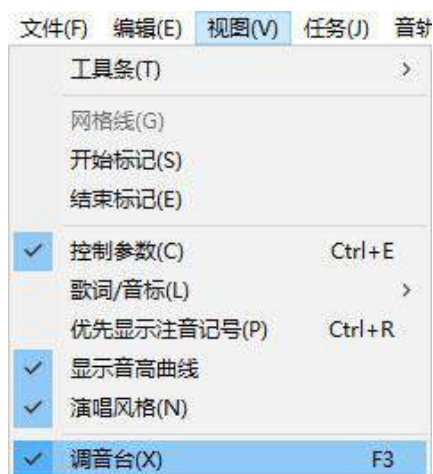 文件(F) 编辑(E) 视图(V) 任务(J) 音轨
工具条(T)
网格线(G)
开始标记(S)
结束标记(E)
控制参数(C) Ctrl+E
歌词/音标(L)
优先显示注音记号(P) Ctrl+R
显示音高曲线
演唱风格(N)
调音台(X) F3